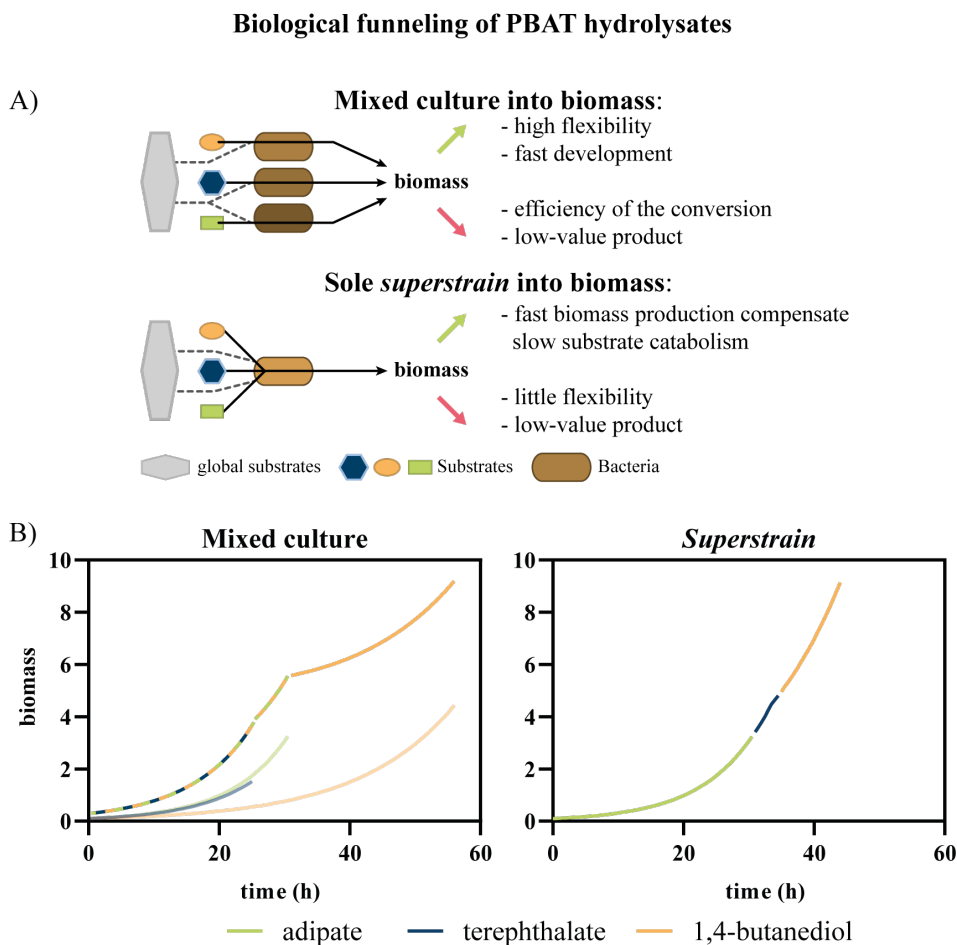 Biological funneling of PBAT hydrolysates
A)
Mixed culture into biomass:
- high flexibility
- fast development
biomass
- efficiency of the conversion
- low-value product
Sole superstrain into biomass:
- fast biomass production compensate
slow substrate catabolism
biomass
- little flexibility
- low-value product
global substrates
Substrates
Bacteria
B)
Mixed culture
Superstrain
10
8
6
4
2
0
biomass
0
20
40
60
time (h)
10
8
6
4
2
0
0
20
40
60
time (h)
adipate
terephthalate
1,4-butanediol